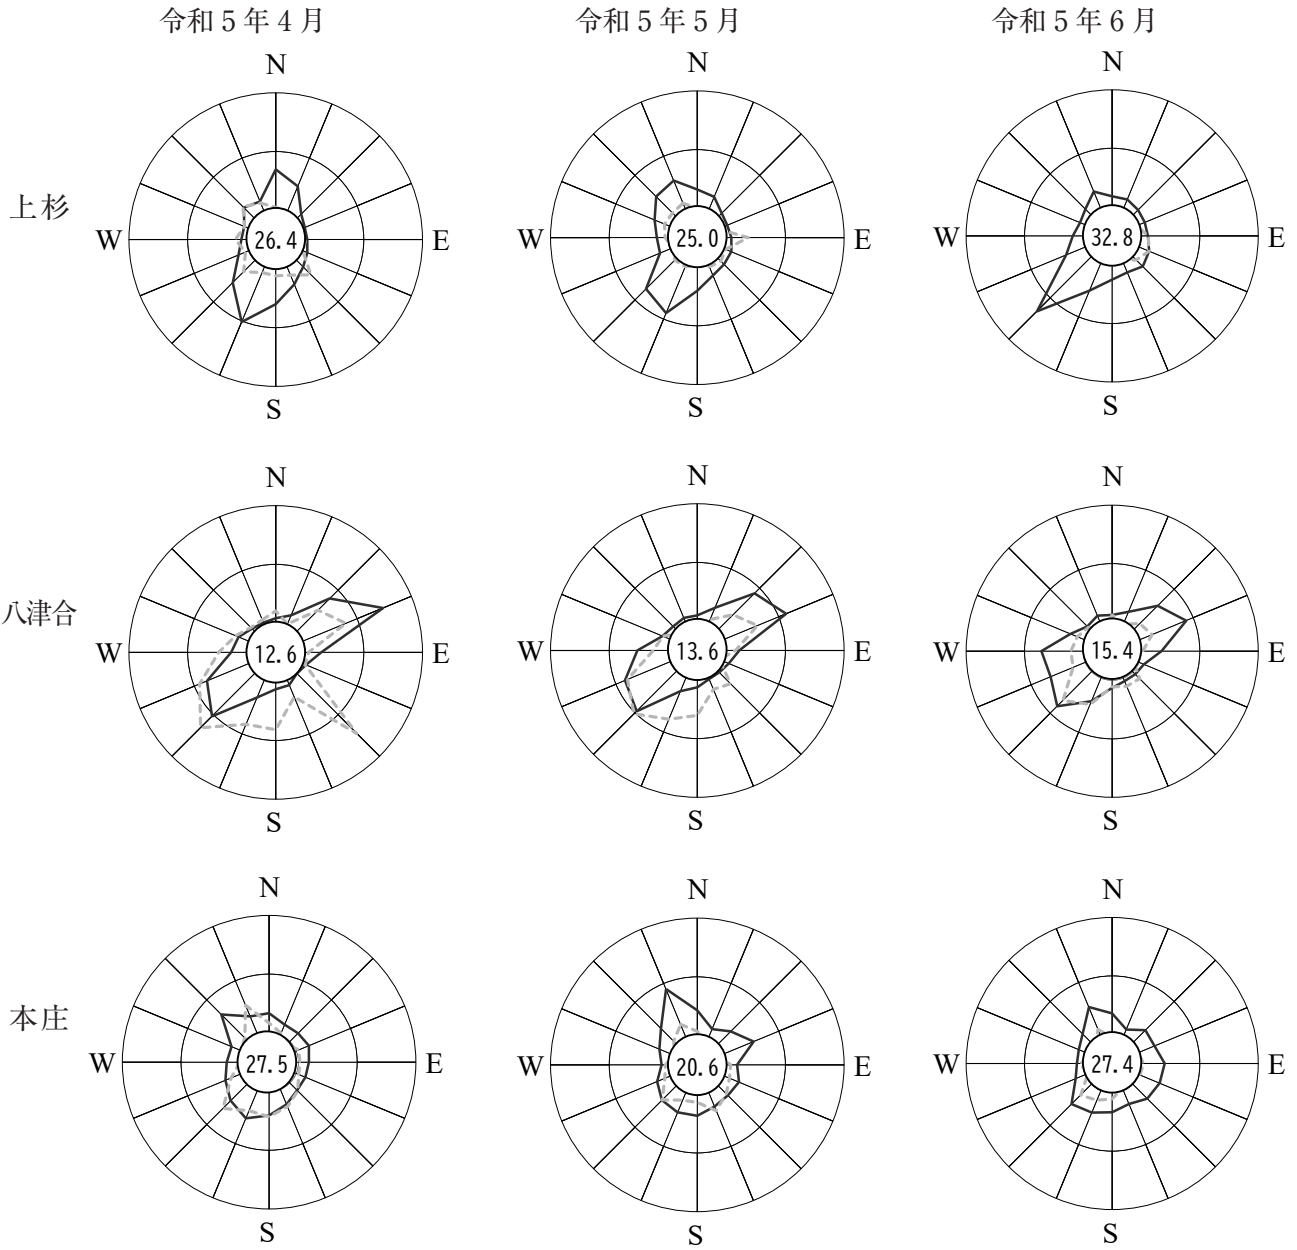 令和５年４月 令和５年５月 令和５年６月
N N N
上杉
W 26.4 E W 25.0 E W 32.8 E
S S S
N N N
八津合
W 12.6 E W 13.6 E W 15.4 E
S S S
N N N
本庄
W 27.5 E W 20.6 E W 27.4 E
S S S